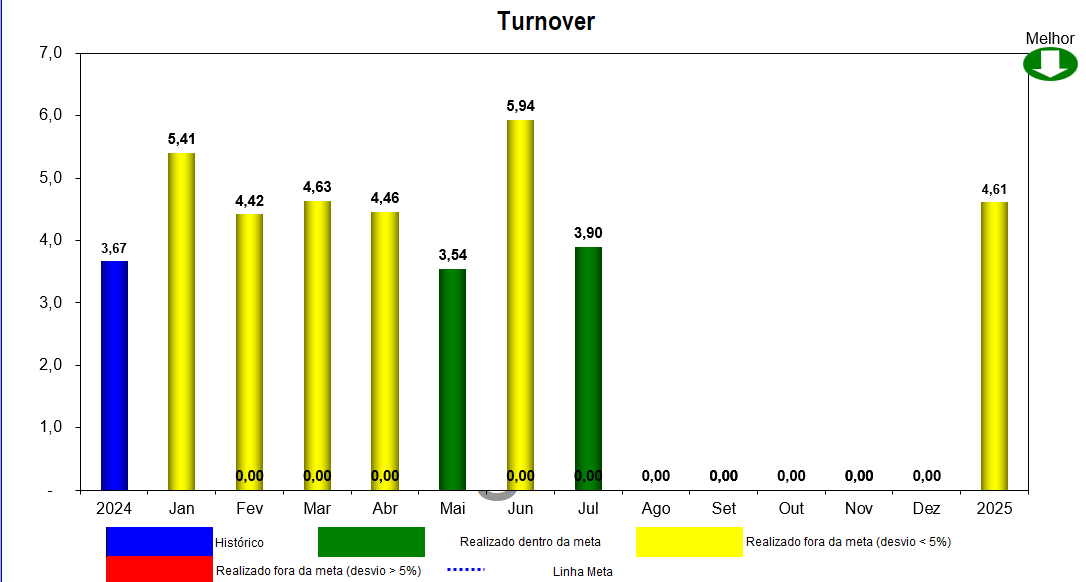 Turnover
Melhor
7,0
6,0
5,0
4,0
3,0
2,0
1,0
-
3,67
5,41
4,42
4,63
4,46
3,54
5,94
3,90
4,61
0,00 0,00 0,00 0,00 0,00 0,00 0,00 0,00 0,00 0,00
2024 Jan Fev Mar Abr Mai Jun Jul Ago Set Out Nov Dez 2025
Histórico Realizado dentro da meta Realizado fora da meta (desvio < 5%)
Realizado fora da meta (desvio > 5%) Linha Meta